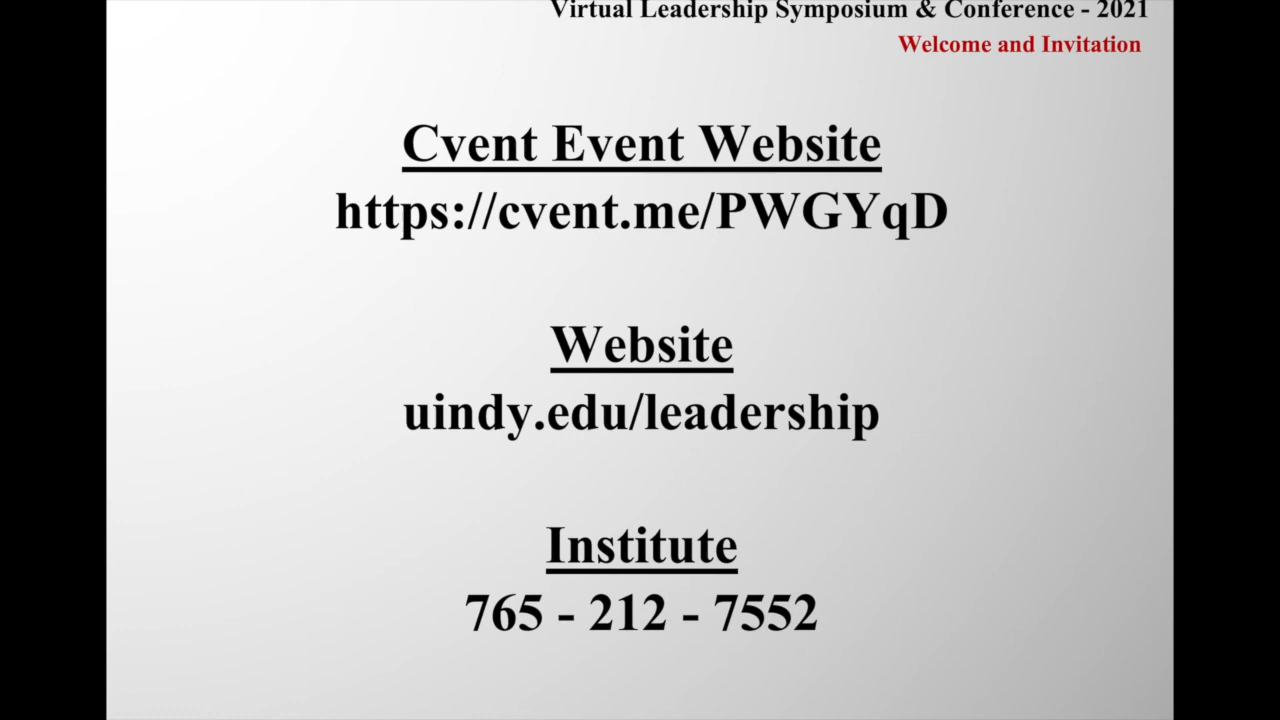 Virtual Leadership Symposium & Conference - 2021
Welcome and Invitation
Cvent Event Website
https://cvent.me/PWGYqD
Website
uindy.edu/leadership
Institute
765 - 212 - 7552